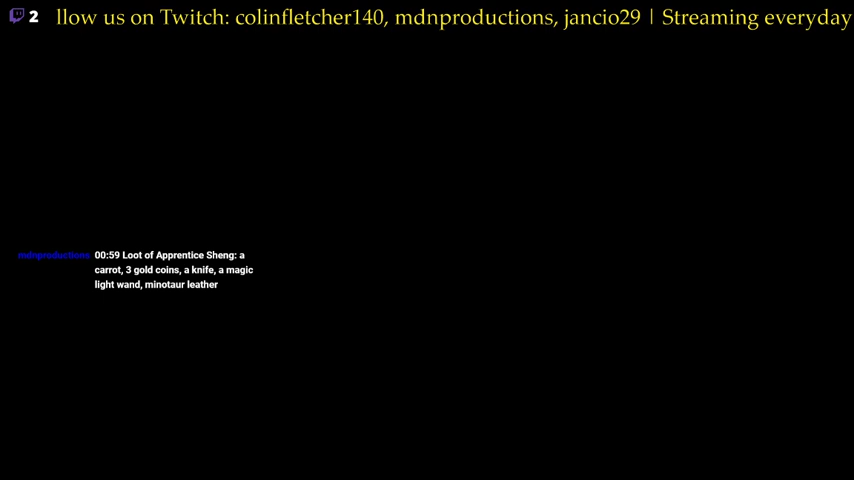 2 llow us on Twitch: colinfletcher140, mdnproductions, jancio29 | Streaming everyday
mdnproductions 00:59 Loot of Apprentice Sheng: a
carrot, 3 gold coins, a knife, a magic
light wand, minotaur leather